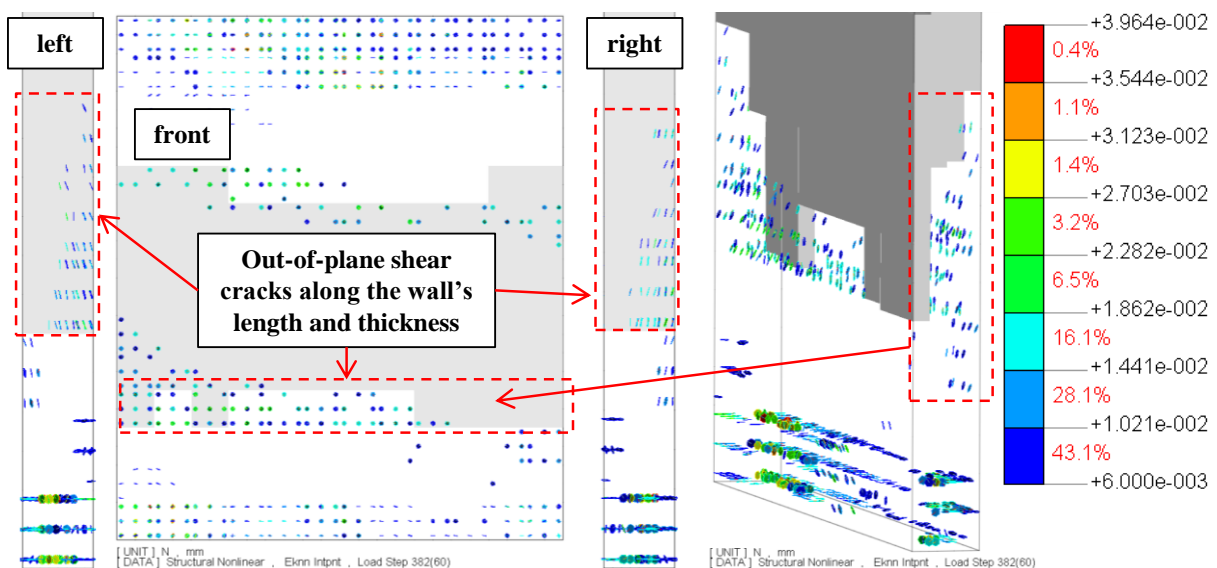 left
front
right
Out-of-plane shear
cracks along the wall's
length and thickness
+3.964e-002
0.4%
+3.544e-002
1.1%
+3.123e-002
1.4%
+2.703e-002
3.2%
+2.282e-002
6.5%
+1.862e-002
16.1%
+1.441e-002
28.1%
+1.021e-002
43.1%
+6.000e-003
[ UNIT ] N , mm
[ DATA ] Structural Nonlinear , Eknn Intpnt , Load Step 382(60)
[ UNIT ] N , mm
[ DATA ] Structural Nonlinear , Eknn Intpnt , Load Step 382(60)